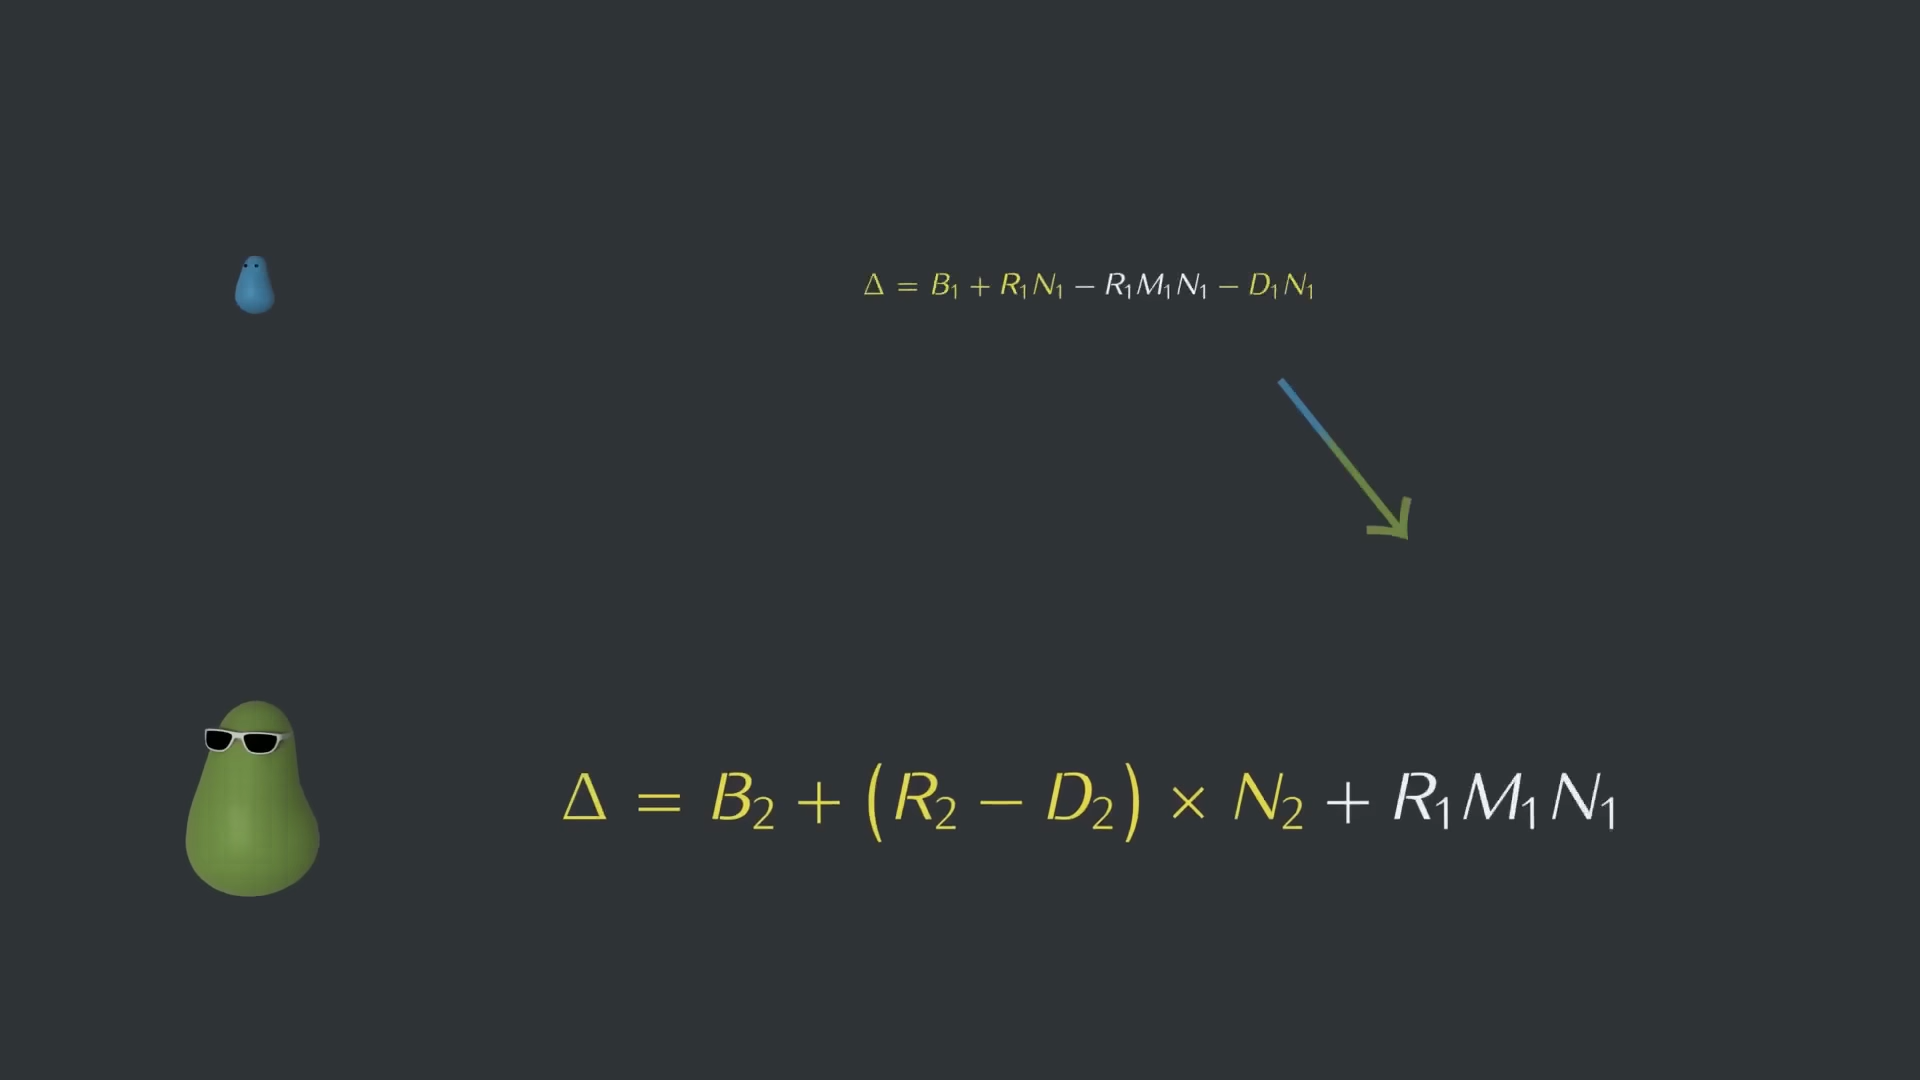 Δ = B₁ + R₁N₁ − R₁M₁N₁ − D₁N₁
Δ = B₂ + (R₂ − D₂) × N₂ + R₁M₁N₁